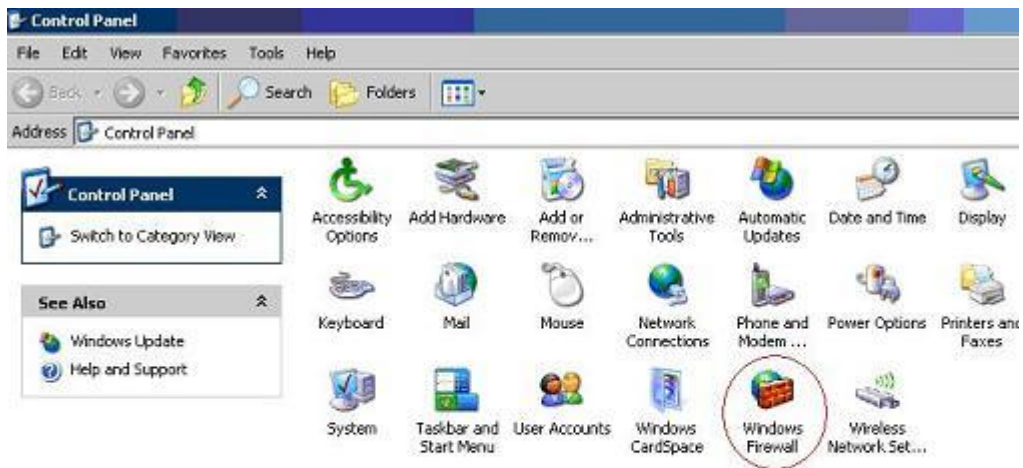 Control Panel
File Edit View Favorites Tools Help
Back Search Folders
Address Control Panel
Control Panel
Switch to Category View
See Also
Windows Update
Help and Support
Accessibility Options
Add Hardware
Add or Remov...
Administrative Tools
Automatic Updates
Date and Time
Display
Keyboard
Mail
Mouse
Network Connections
Phone and Modem ...
Power Options
Printers and Faxes
System
Taskbar and Start Menu
User Accounts
Windows CardSpace
Windows Firewall
Wireless Network Set...